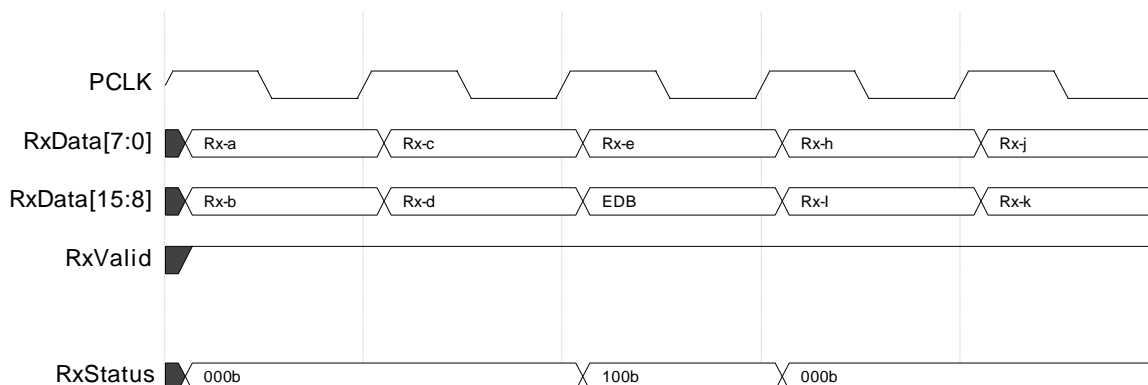 PCLK
RxData[7:0] Rx-a Rx-c Rx-e Rx-h Rx-j
RxData[15:8] Rx-b Rx-d EDB Rx-I Rx-k
RxValid
RxStatus 000b 100b 000b